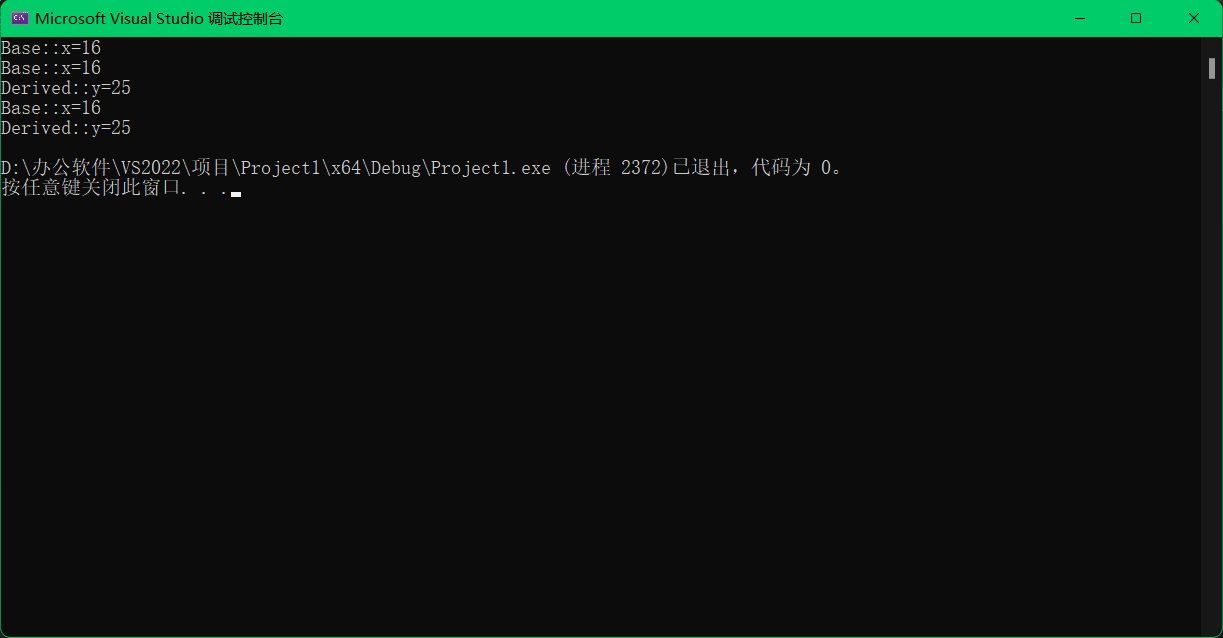 Microsoft Visual Studio 调试控制台
Base::x=16
Base::x=16
Derived::y=25
Base::x=16
Derived::y=25
D:\办公软件\VS2022\项目\Project1\x64\Debug\Project1.exe (进程 2372)已退出，代码为 0。
按任意键关闭此窗口. . .